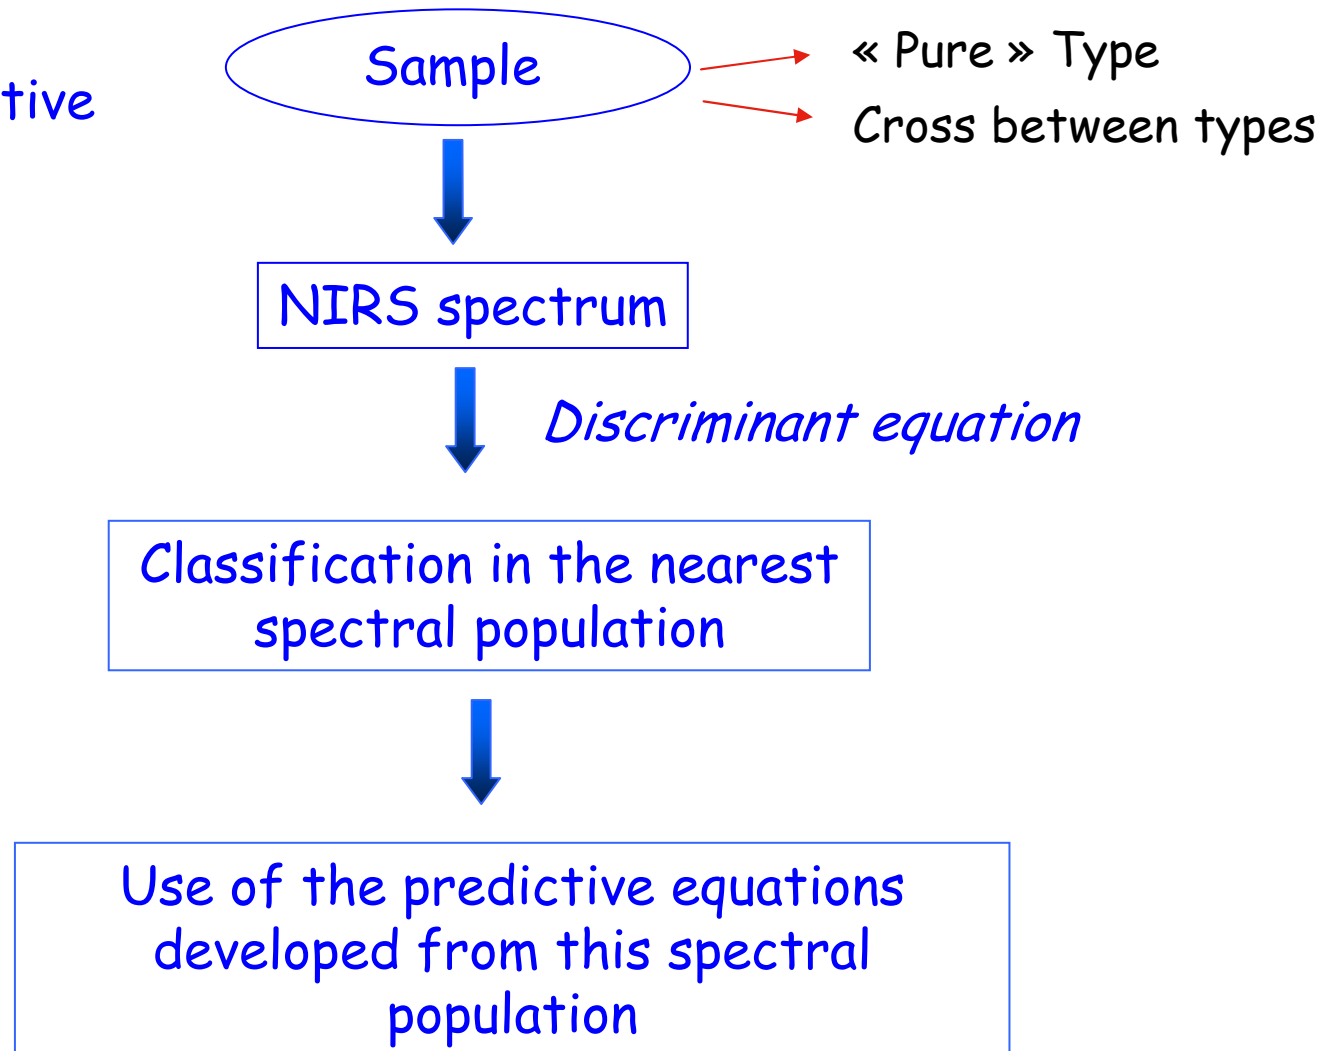 tive
Sample
« Pure » Type
Cross between types
NIRS spectrum
Discriminant equation
Classification in the nearest
spectral population
Use of the predictive equations
developed from this spectral
population